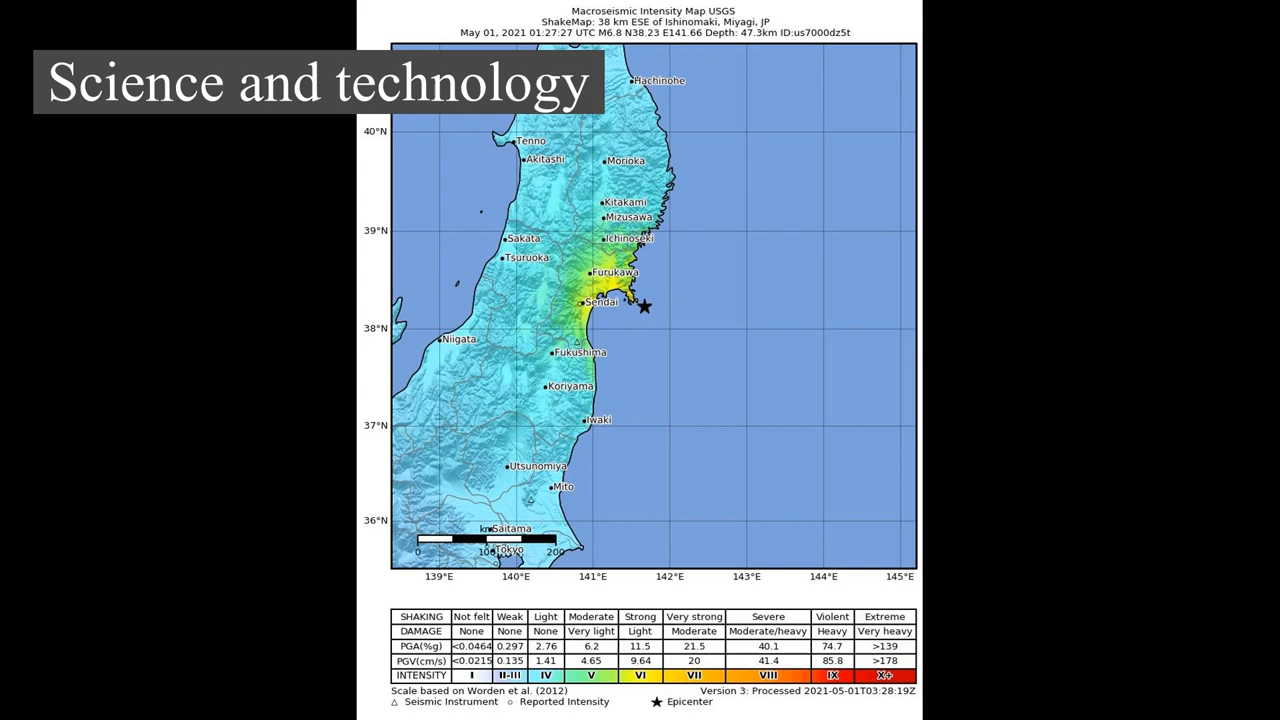 Macroseismic Intensity Map USGS
ShakeMap: 38 km ESE of Ishinomaki, Miyagi, JP
May 01, 2021 01:27:27 UTC M6.8 N38.23 E141.66 Depth: 47.3km ID:us7000dz5t
Science and technology
Hachinohe
40°N
Tenno
Akitashi
Morioka
Kitakami
Mizusawa
39°N
Sakata
Ichinoseki
Tsuruoka
Furukawa
Sendai
38°N
Niigata
Fukushima
Koriyama
37°N
Iwaki
Utsunomiya
Mito
36°N
km
Saitama
0
100
200
Tokyo
139°E 140°E 141°E 142°E 143°E 144°E 145°E
SHAKING Not felt Weak Light Moderate Strong Very strong Severe Violent Extreme
DAMAGE None None None Very light Light Moderate Moderate/heavy Heavy Very heavy
PGA(%g) <0.0464 0.297 2.76 6.2 11.5 21.5 40.1 74.7 >139
PGV(cm/s) <0.0215 0.135 1.41 4.65 9.64 20 41.4 85.8 >178
INTENSITY I II-III IV V VI VII VIII IX X+
Scale based on Worden et al. (2012) Version 3: Processed 2021-05-01T03:28:19Z
△ Seismic Instrument ○ Reported Intensity ★ Epicenter